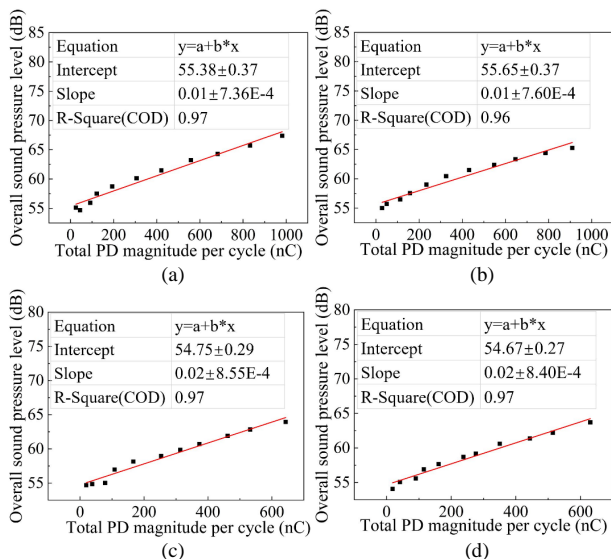 Overall sound pressure level (dB)
85
80
75
70
65
60
55
Equation y=a+b*x
Intercept 55.38±0.37
Slope 0.01±7.36E-4
R-Square(COD) 0.97
0 200 400 600 800 1000
Total PD magnitude per cycle (nC)
(a)
Overall sound pressure level (dB)
85
80
75
70
65
60
55
Equation y=a+b*x
Intercept 55.65±0.37
Slope 0.01±7.60E-4
R-Square(COD) 0.96
0 200 400 600 800 1000
Total PD magnitude per cycle (nC)
(b)
Overall sound pressure level (dB)
80
75
70
65
60
55
Equation y=a+b*x
Intercept 54.75±0.29
Slope 0.02±8.55E-4
R-Square(COD) 0.97
0 100 200 300 400 500 600 700
Total PD magnitude per cycle (nC)
(c)
Overall sound pressure level (dB)
80
75
70
65
60
55
Equation y=a+b*x
Intercept 54.67±0.27
Slope 0.02±8.40E-4
R-Square(COD) 0.97
0 100 200 300 400 500 600 700
Total PD magnitude per cycle (nC)
(d)